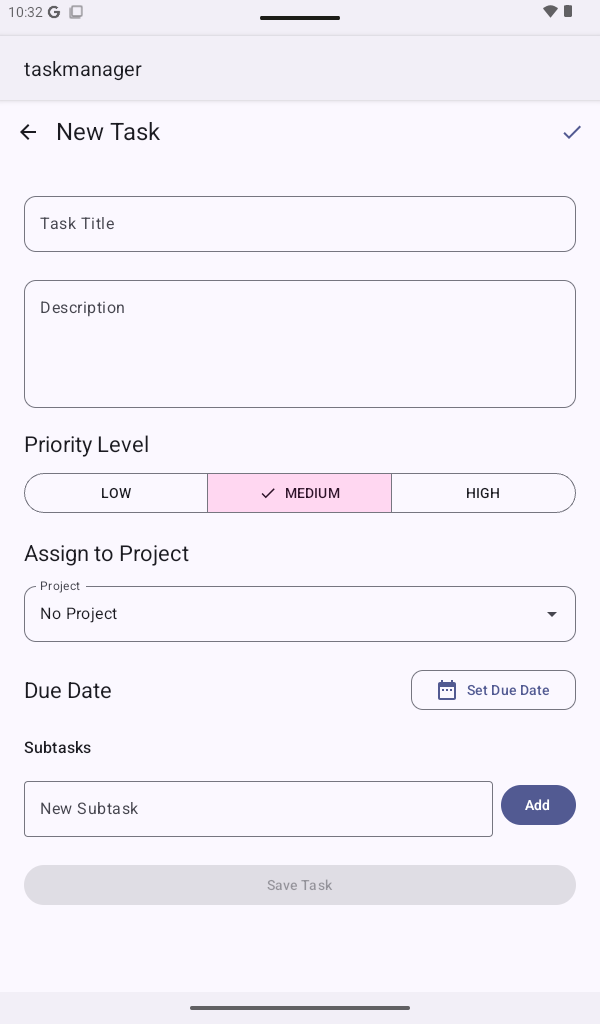 10:32
taskmanager
New Task
Task Title
Description
Priority Level
LOW MEDIUM HIGH
Assign to Project
Project
No Project
Due Date Set Due Date
Subtasks
New Subtask Add
Save Task